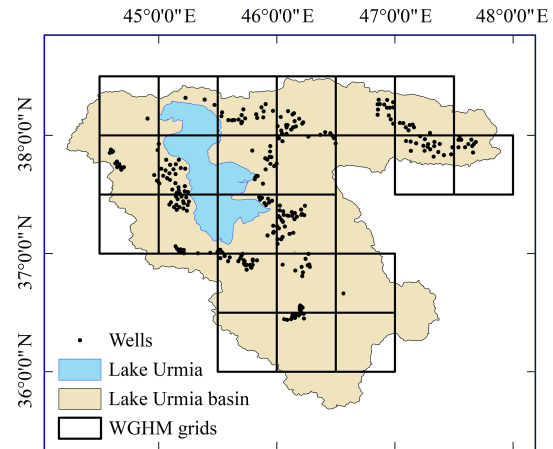 45°0'0"E 46°0'0"E 47°0'0"E 48°0'0"E
38°0'0" N
37°0'0" N
36°0'0" N
Wells
Lake Urmia
Lake Urmia basin
WGHM grids